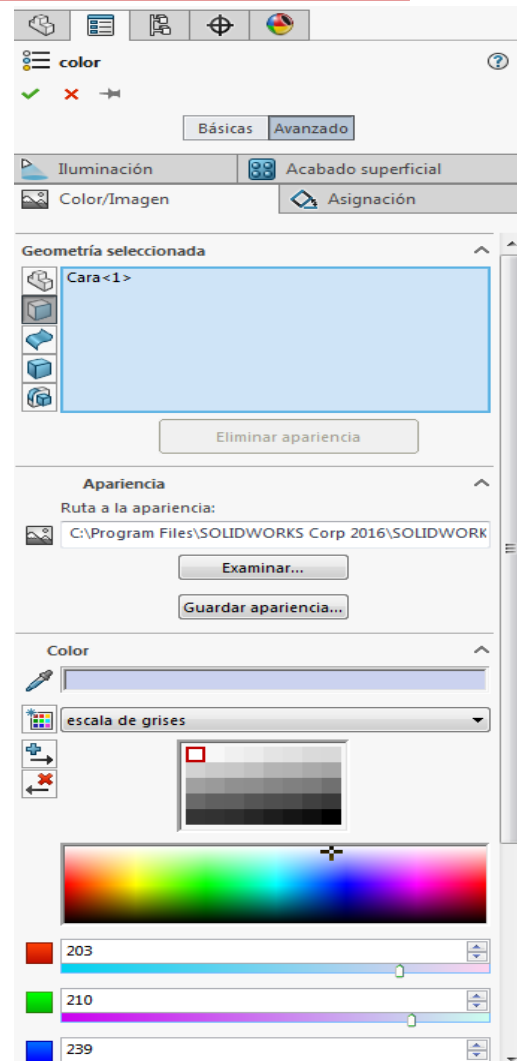 color
Básicas Avanzado
Iluminación Acabado superficial
Color/Imagen Asignación
Geometría seleccionada
Cara<1>
Eliminar apariencia
Apariencia
Ruta a la apariencia:
C:\Program Files\SOLIDWORKS Corp 2016\SOLIDWORK
Examinar...
Guardar apariencia...
Color
escala de grises
203
210
239